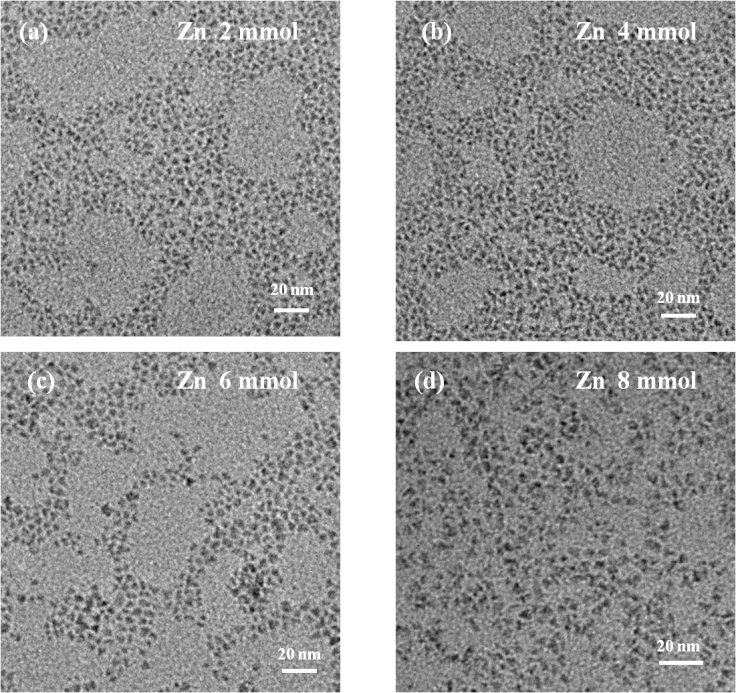 (a) Zn 2 mmol
20 nm
(b) Zn 4 mmol
20 nm
(c) Zn 6 mmol
20 nm
(d) Zn 8 mmol
20 nm